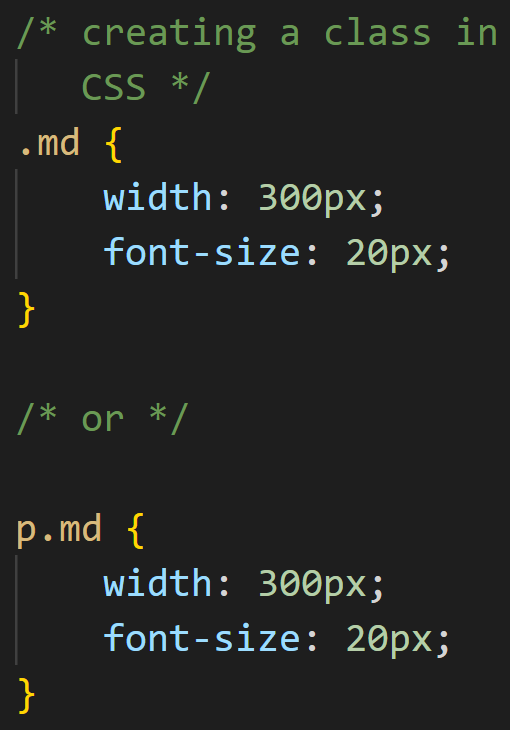 /* creating a class in
CSS */
.md {
width: 300px;
font-size: 20px;
}
/* or */
p.md {
width: 300px;
font-size: 20px;
}